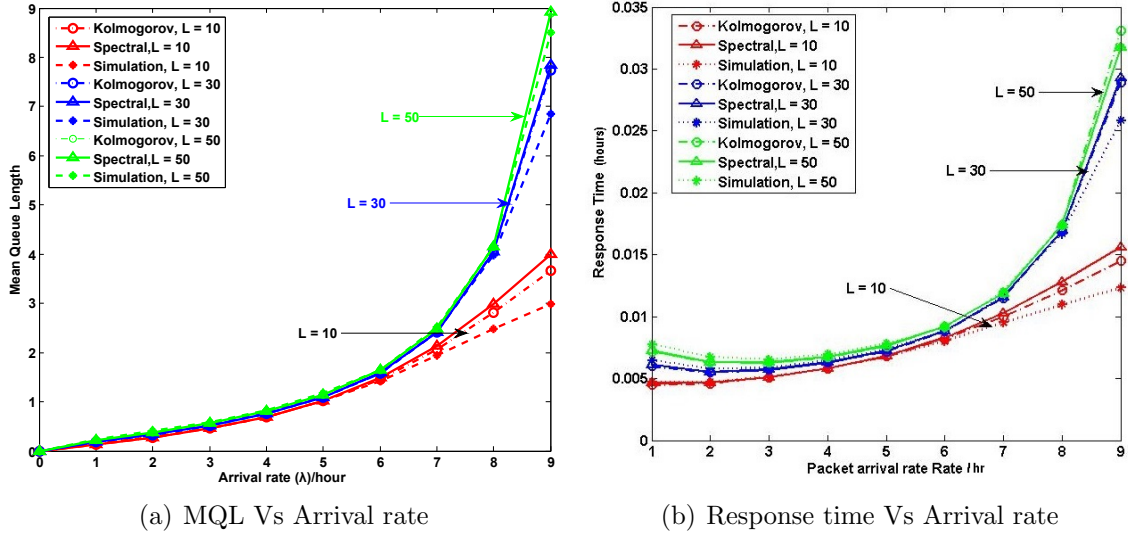 9
8
7
6
5
4
3
2
1
0
Mean Queue Length
Kolmogorov, L = 10
Spectral,L = 10
Simulation, L = 10
Kolmogorov, L = 30
Spectral,L = 30
Simulation, L = 30
Kolmogorov, L = 50
Spectral,L = 50
Simulation, L = 50
L = 50
L = 30
L = 10
0 1 2 3 4 5 6 7 8 9
Arrival rate (λ)/hour
(a) MQL Vs Arrival rate
0.035
0.03
0.025
0.02
0.015
0.01
0.005
0
Response Time (hours)
Kolmogorov, L = 10
Spectral, L = 10
Simulation, L = 10
Kolmogorov, L = 30
Spectral, L = 30
Simulation, L = 30
Kolmogorov, L = 50
Spectral, L = 50
Simulation, L = 50
L = 50
L = 30
L = 10
1 2 3 4 5 6 7 8 9
Packet arrival rate Rate / hr
(b) Response time Vs Arrival rate